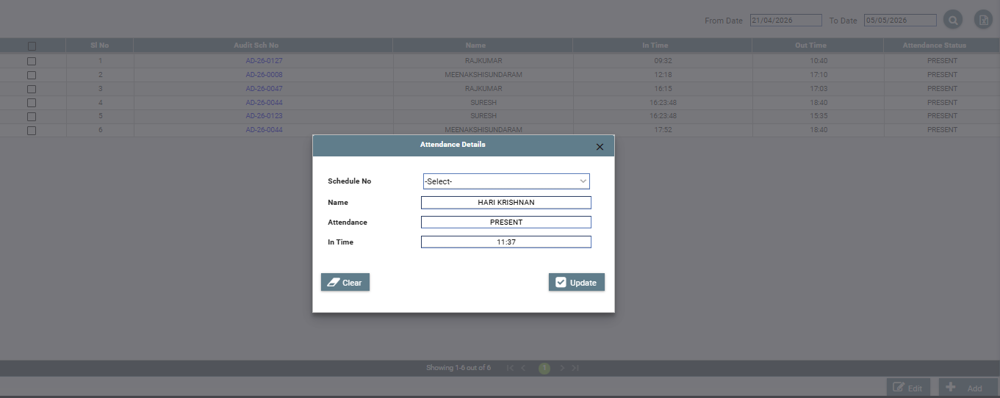 From Date 21/04/2026 To Date 05/05/2026
Sl No Audit Sch No Name In Time Out Time Attendance Status
1 AD-26-0127 RAJKUMAR 09:32 10:40 PRESENT
2 AD-26-0008 MEENAKSHISUNDARAM 12:18 17:10 PRESENT
3 AD-26-0047 RAJKUMAR 16:15 17:03 PRESENT
4 AD-26-0044 SURESH 16:23:48 18:40 PRESENT
5 AD-26-0123 SURESH 16:23:48 15:35 PRESENT
6 AD-26-0044 MEENAKSHISUNDARAM 17:52 18:40 PRESENT
Attendance Details
Schedule No -Select-
Name HARI KRISHNAN
Attendance PRESENT
In Time 11:37
Clear Update
Showing 1-6 out of 6 1
Edit Add